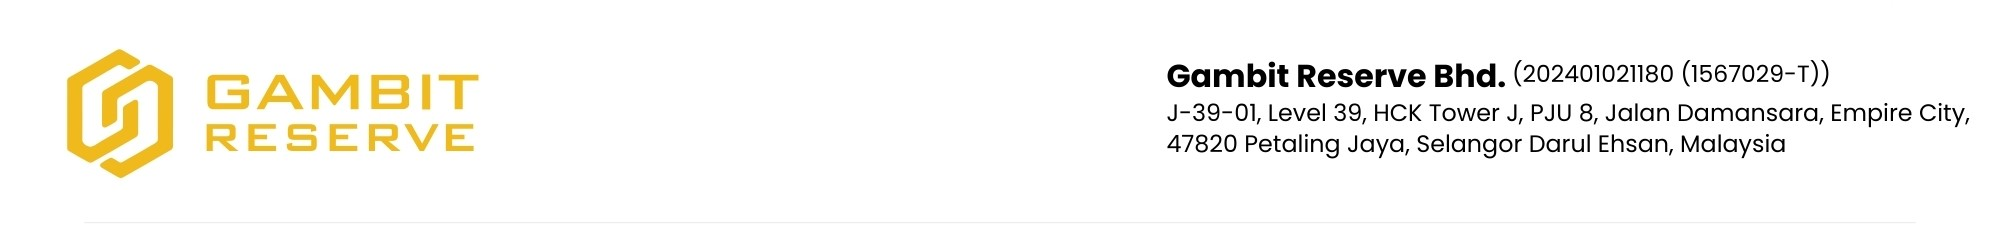 GAMBIT
RESERVE
Gambit Reserve Bhd. (202401021180 (1567029-T))
J-39-01, Level 39, HCK Tower J, PJU 8, Jalan Damansara, Empire City,
47820 Petaling Jaya, Selangor Darul Ehsan, Malaysia